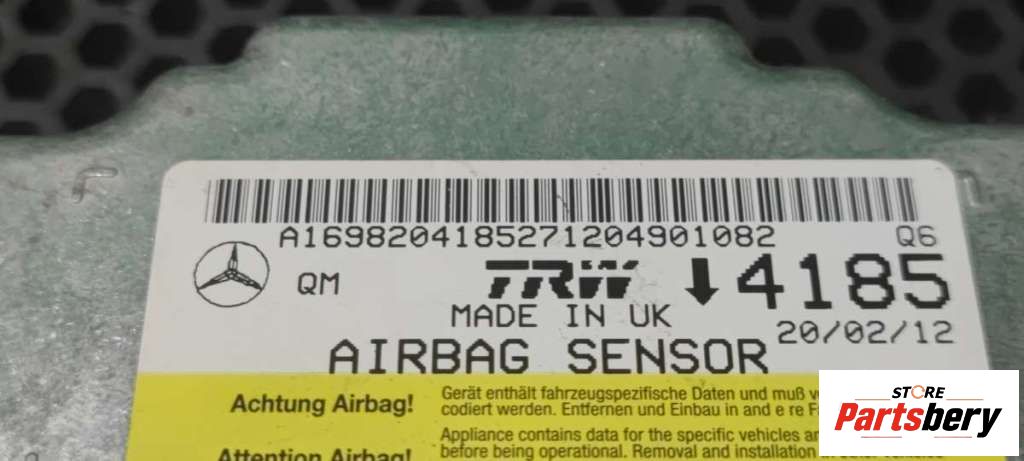 A1698204185271204901082 Q6
QM TRW 4185
MADE IN UK 20/02/12
AIRBAG SENSOR
Achtung Airbag! Gerät enthält fahrzeugspezifische Daten und muß
codiert werden. Entfernen und Einbau in and e re
Attention Airbag! Appliance contains data for the specific vehicles
before being operational. Removal and installation
STORE
Partsbery